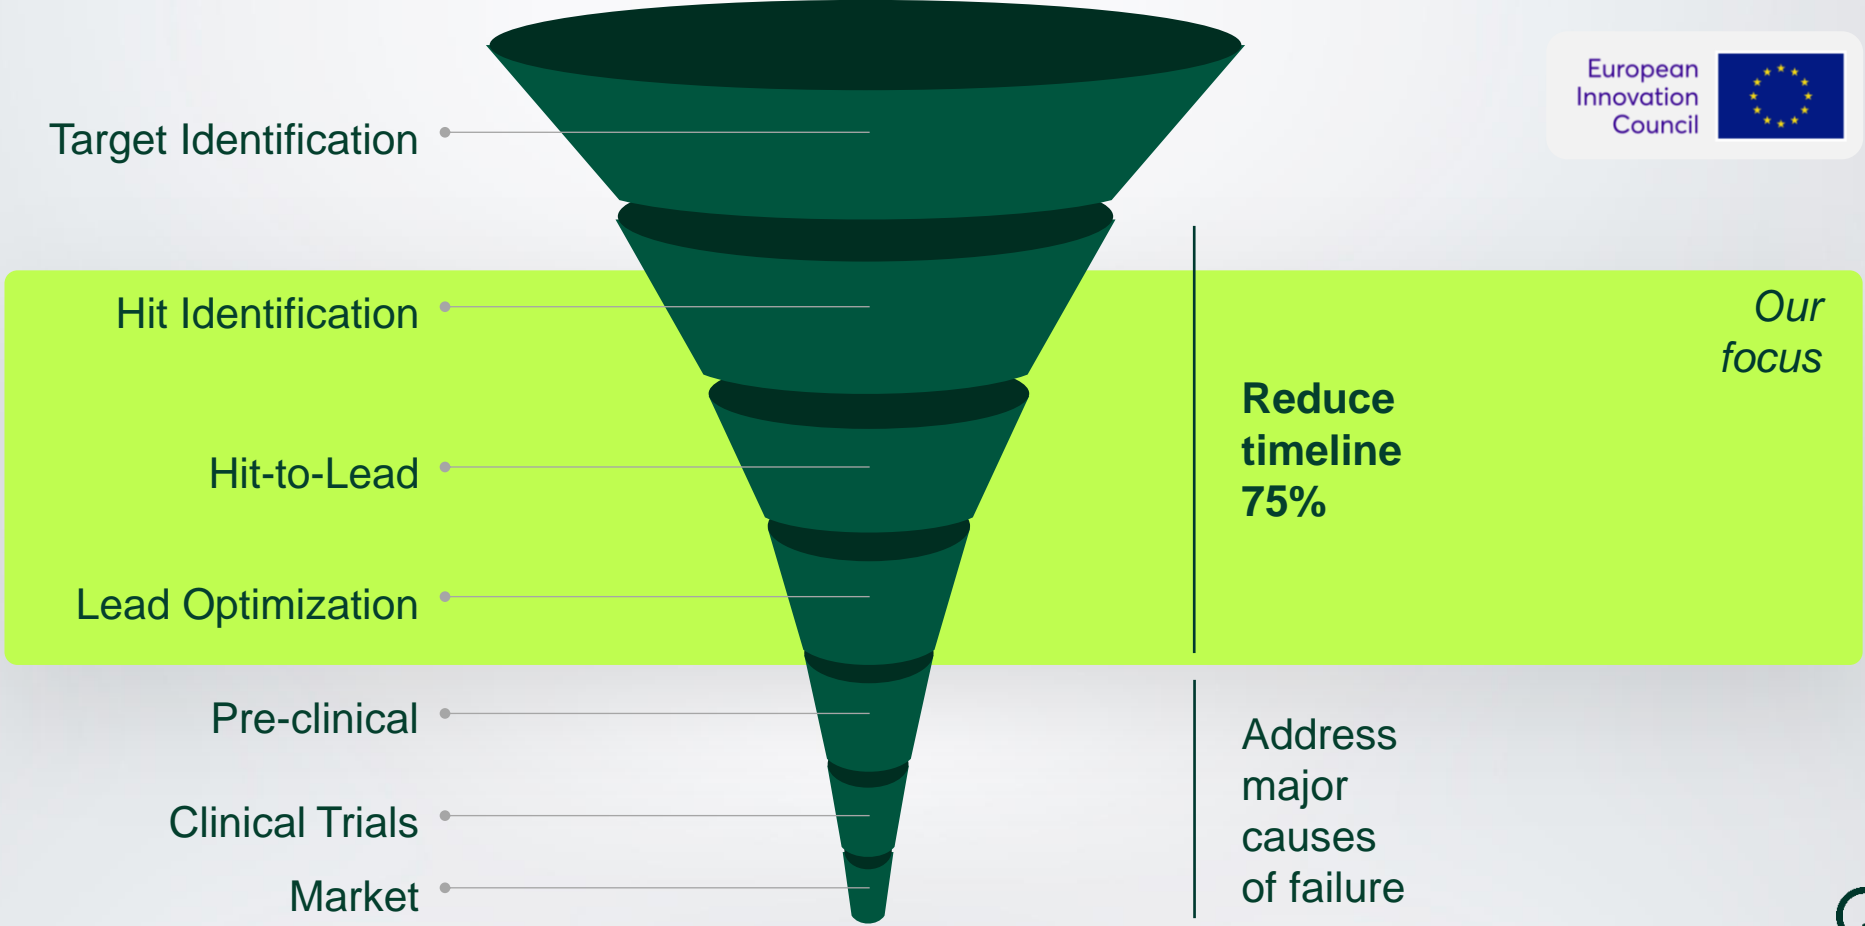 European
Innovation
Council
Target Identification
Hit Identification
Our
focus
Reduce
timeline
75%
Hit-to-Lead
Lead Optimization
Pre-clinical
Address
major
causes
of failure
Clinical Trials
Market